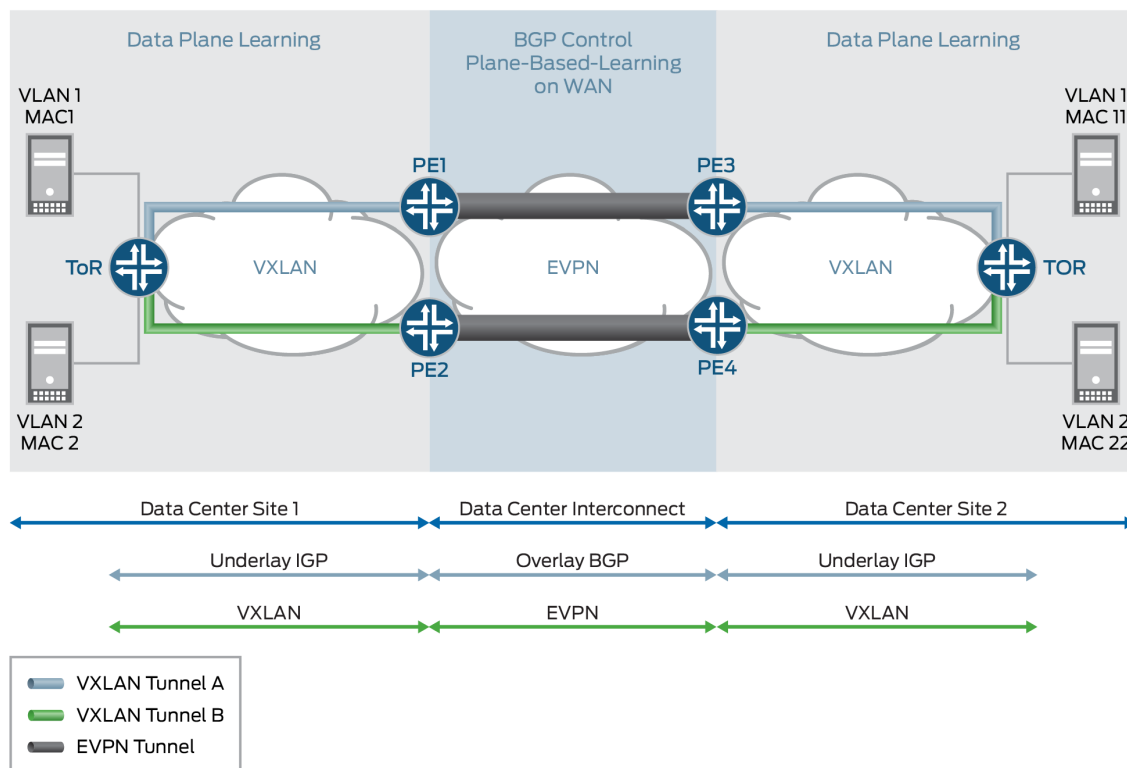 Data Plane Learning
BGP Control
Plane-Based-Learning
on WAN
Data Plane Learning
VLAN 1
MAC1
VLAN 1
MAC 11
PE1
PE3
ToR
VXLAN
EVPN
VXLAN
TOR
PE2
PE4
VLAN 2
MAC 2
VLAN 2
MAC 22
Data Center Site 1
Data Center Interconnect
Data Center Site 2
Underlay IGP
Overlay BGP
Underlay IGP
VXLAN
EVPN
VXLAN
VXLAN Tunnel A
VXLAN Tunnel B
EVPN Tunnel